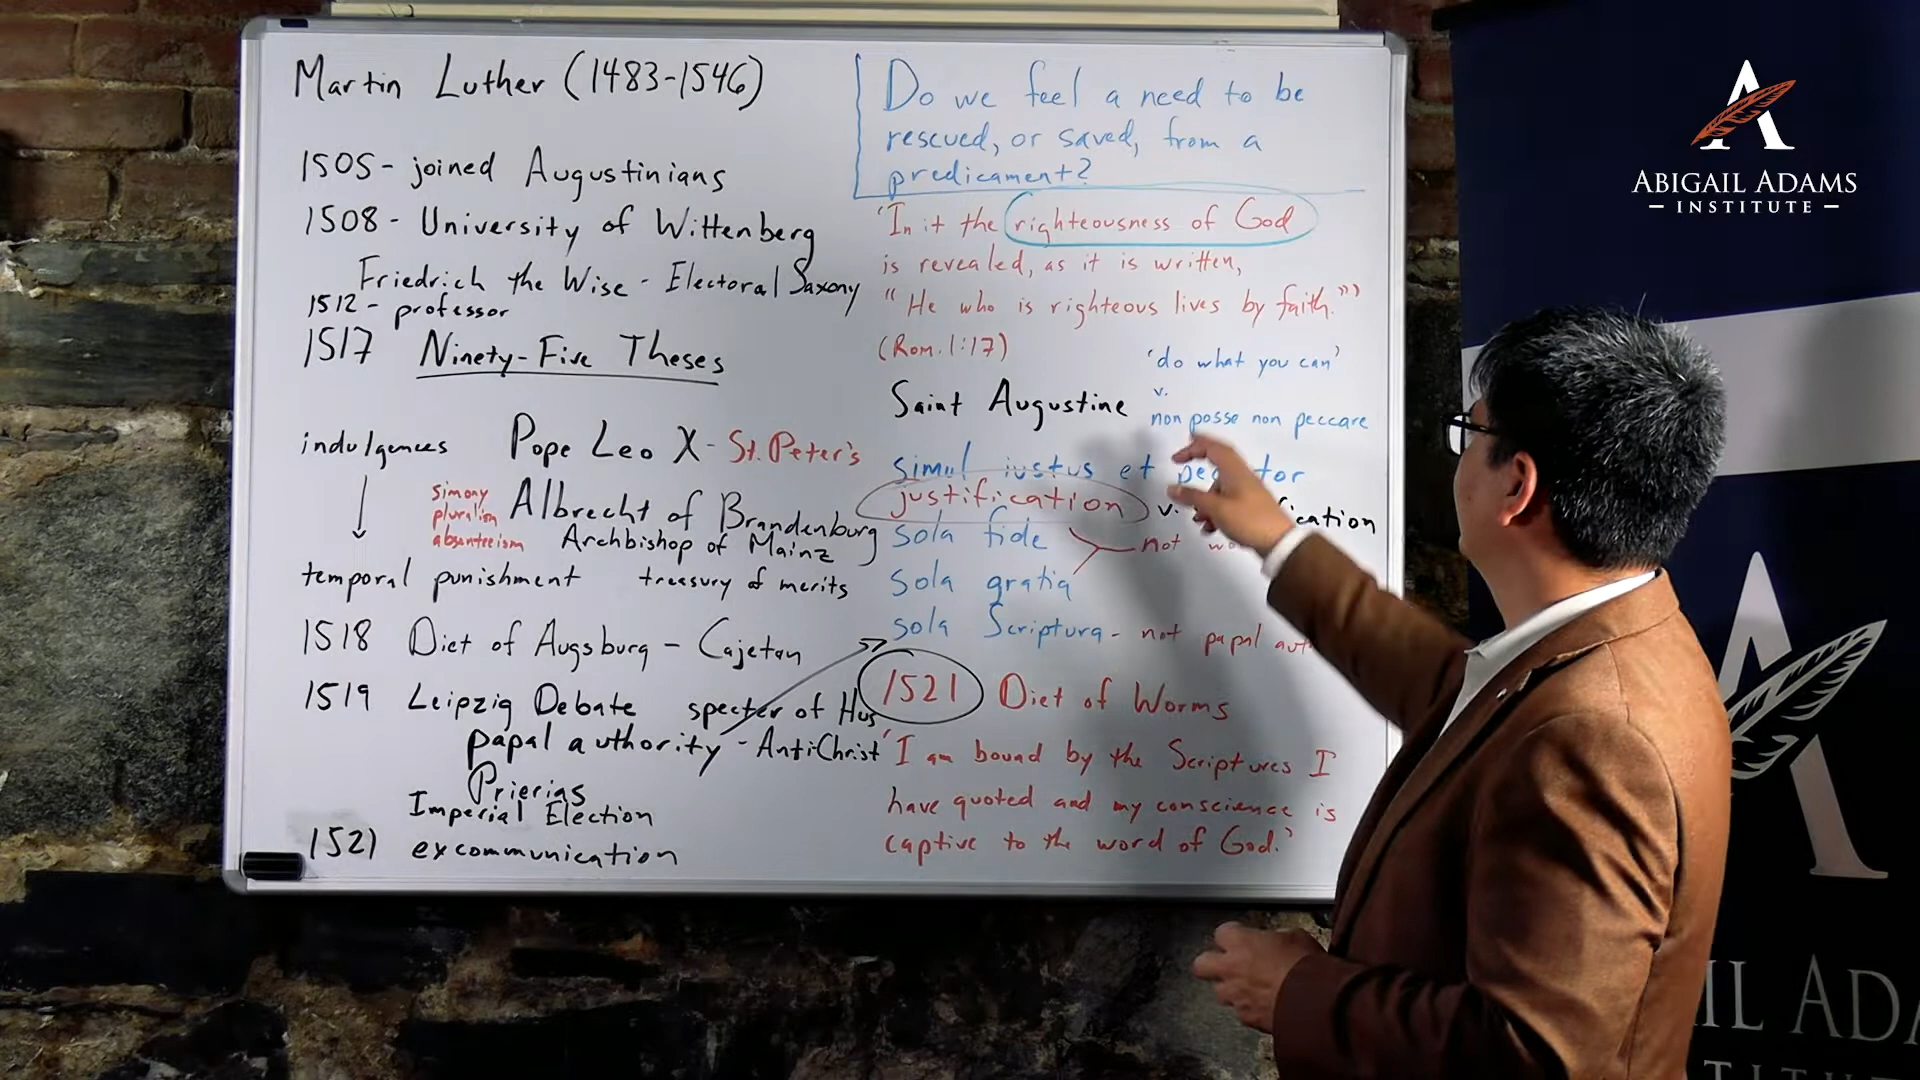 Martin Luther (1483-1546)
1505- joined Augustinians
1508- University of Wittenberg
Friedrich the Wise - Electoral Saxony
1512 - professor
1517 Ninety-Five Theses
indulgences Pope Leo X - St. Peter's
simony
pluralism
absenteeism
Albrecht of Brandenburg
Archbishop of Mainz
temporal punishment treasury of merits
1518 Diet of Augsburg - Cajetan
1519 Leipzig Debate specter of Hus
papal authority - AntiChrist
Prierias
Imperial Election
1521 excommunication
Do we feel a need to be
rescued, or saved, from a
predicament?
'In it the righteousness of God
is revealed, as it is written,
"He who is righteous lives by faith."'
(Rom. 1:17)
Saint Augustine
'do what you can'
v.
non posse non peccare
simul iustus et
justification v.
sola fide
not
sola gratia
sola Scriptura - not papal
1521 Diet of Worms
'I am bound by the Scriptures I
have quoted and my conscience is
captive to the word of God.'
ABIGAIL ADAMS
INSTITUTE